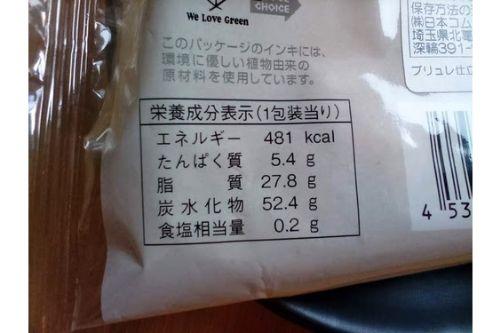 We Love Green
CHOICE
このパッケージのインキには、
環境に優しい植物由来の
原材料を使用しています。
栄養成分表示(1包装当り)
エネルギー 481 kcal
たんぱく質 5.4 g
脂質 27.8 g
炭水化物 52.4 g
食塩相当量 0.2 g
保存方法の
㈱日本コム
埼玉県北葛
深輪391-
ブリュレ仕立
4 53